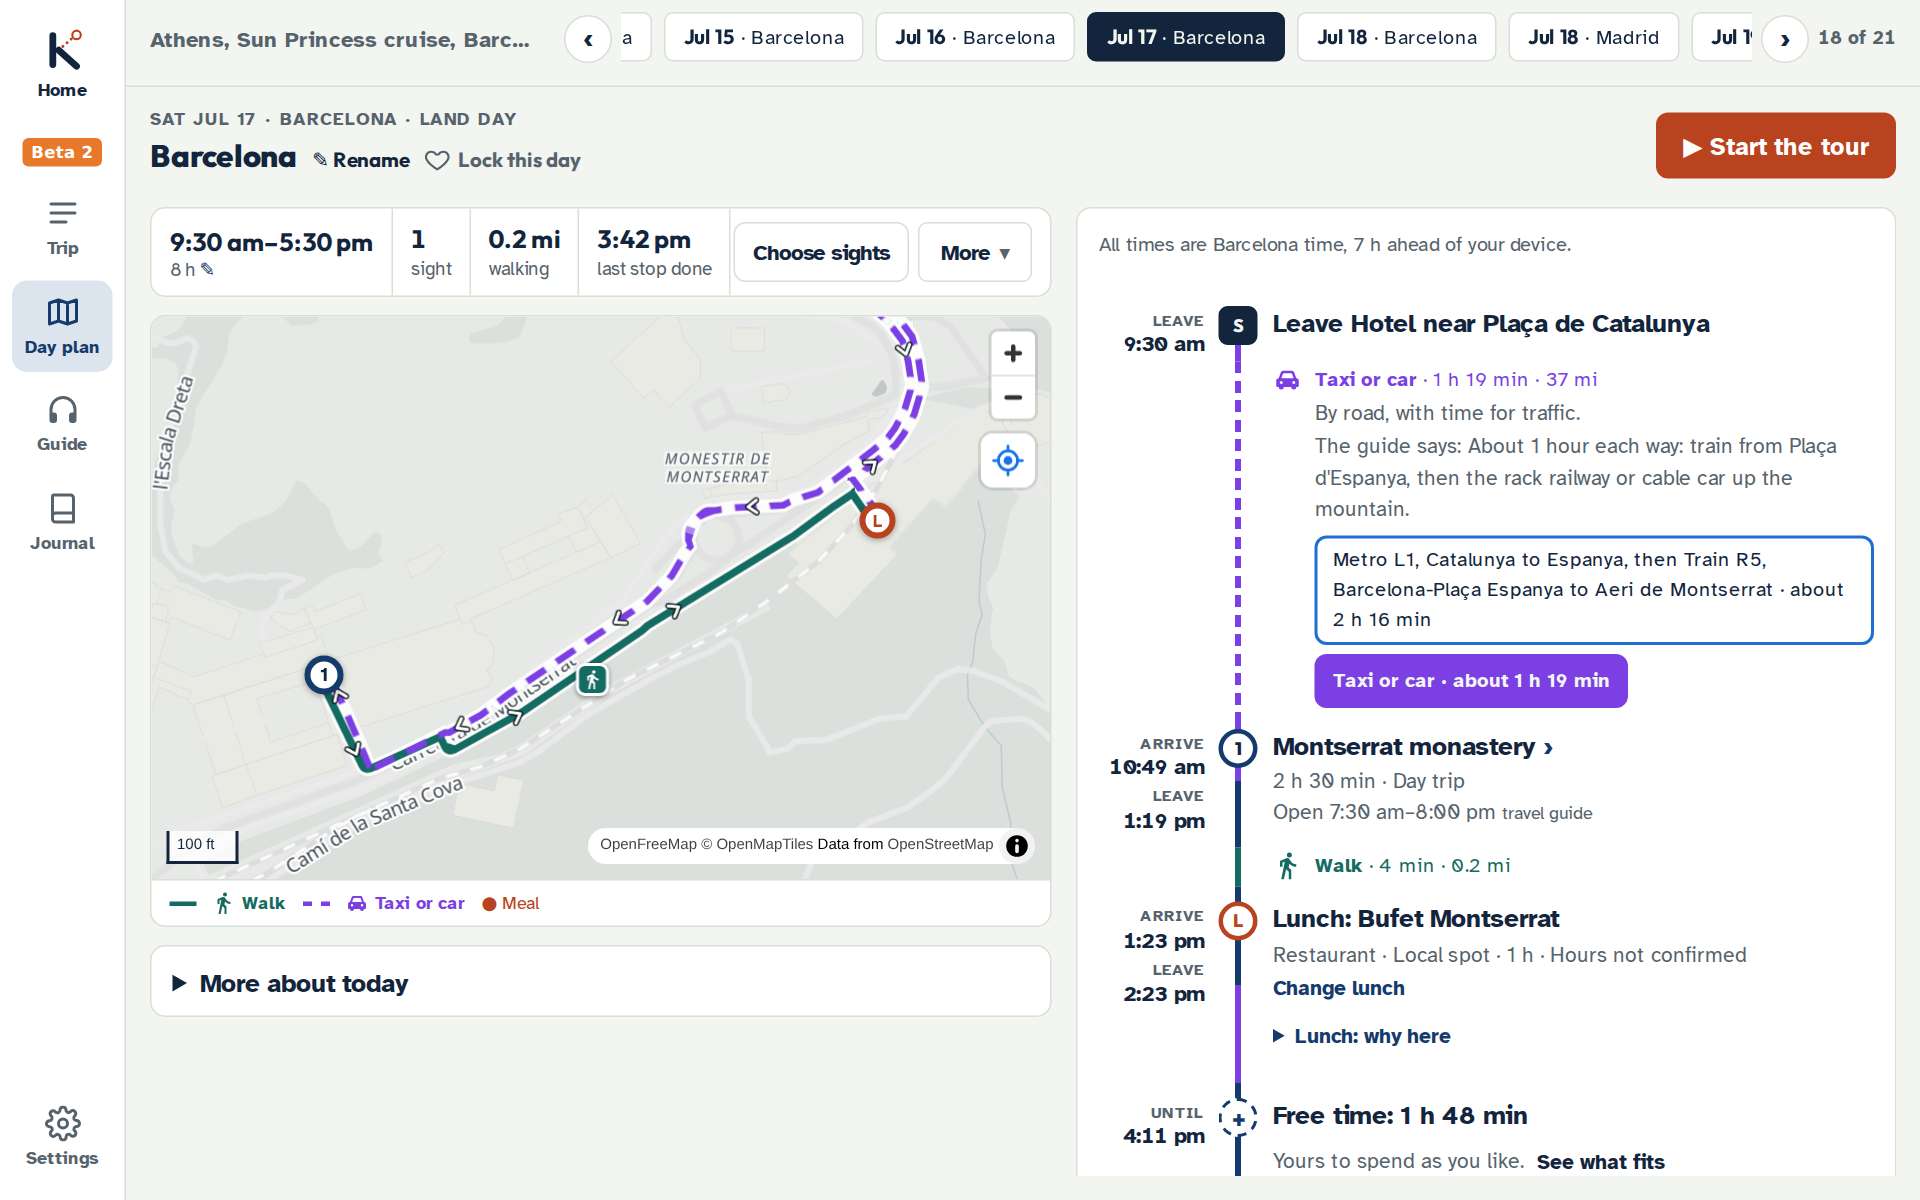 Home
Beta 2
Trip
Day plan
Guide
Journal
Settings
Athens, Sun Princess cruise, Barc...
‹
a
Jul 15 · Barcelona
Jul 16 · Barcelona
Jul 17 · Barcelona
Jul 18 · Barcelona
Jul 18 · Madrid
›
18 of 21
SAT JUL 17 · BARCELONA · LAND DAY
Barcelona
✎ Rename
Lock this day
▶ Start the tour
9:30 am–5:30 pm
8 h ✎
1
sight
0.2 mi
walking
3:42 pm
last stop done
Choose sights
More ▾
l'Escala Dreta
MONESTIR DE
MONTSERRAT
Camí de la Santa Cova
1
L
+
−
100 ft
OpenFreeMap © OpenMapTiles Data from OpenStreetMap
Walk
Taxi or car
Meal
▶ More about today
All times are Barcelona time, 7 h ahead of your device.
LEAVE
9:30 am
S
Leave Hotel near Plaça de Catalunya
Taxi or car · 1 h 19 min · 37 mi
By road, with time for traffic.
The guide says: About 1 hour each way: train from Plaça
d'Espanya, then the rack railway or cable car up the
mountain.
Metro L1, Catalunya to Espanya, then Train R5,
Barcelona-Plaça Espanya to Aeri de Montserrat · about
2 h 16 min
Taxi or car · about 1 h 19 min
ARRIVE
10:49 am
LEAVE
1:19 pm
1
Montserrat monastery ›
2 h 30 min · Day trip
Open 7:30 am–8:00 pm travel guide
Walk · 4 min · 0.2 mi
ARRIVE
1:23 pm
LEAVE
2:23 pm
L
Lunch: Bufet Montserrat
Restaurant · Local spot · 1 h · Hours not confirmed
Change lunch
▶ Lunch: why here
UNTIL
4:11 pm
+
Free time: 1 h 48 min
Yours to spend as you like. See what fits